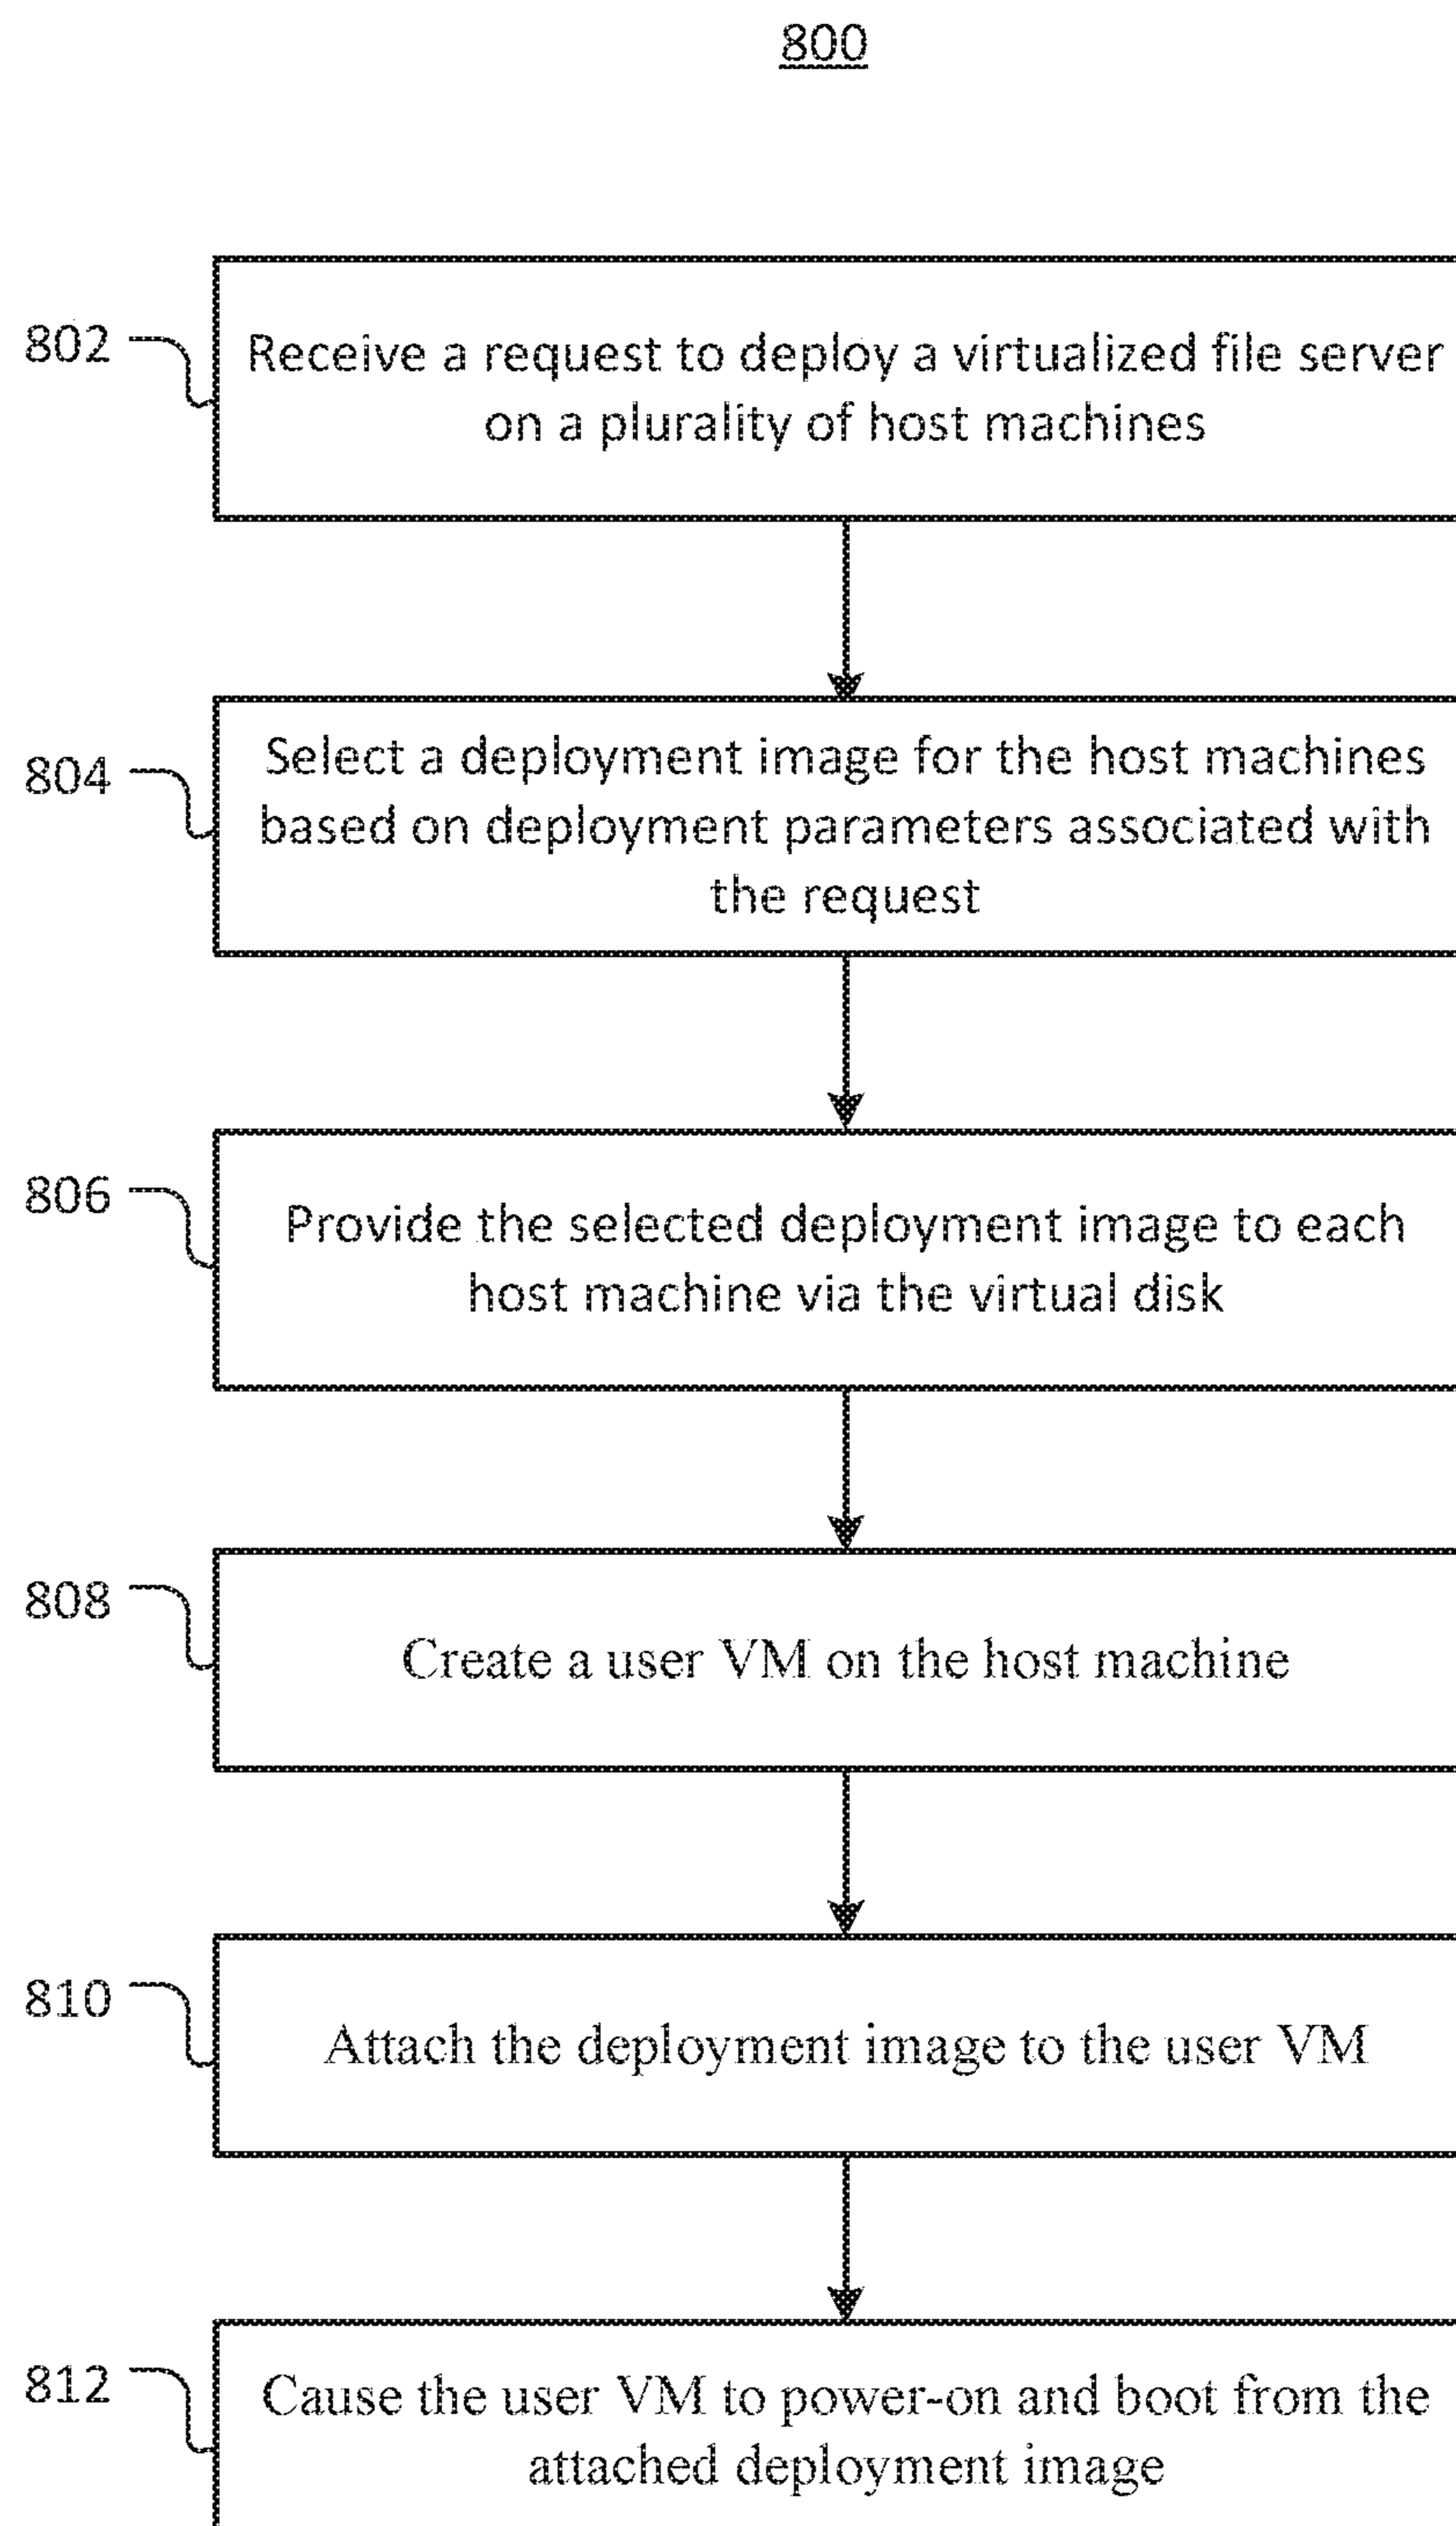 800
802
Receive a request to deploy a virtualized file server
on a plurality of host machines
804
Select a deployment image for the host machines
based on deployment parameters associated with
the request
806
Provide the selected deployment image to each
host machine via the virtual disk
808
Create a user VM on the host machine
810
Attach the deployment image to the user VM
812
Cause the user VM to power-on and boot from the
attached deployment image